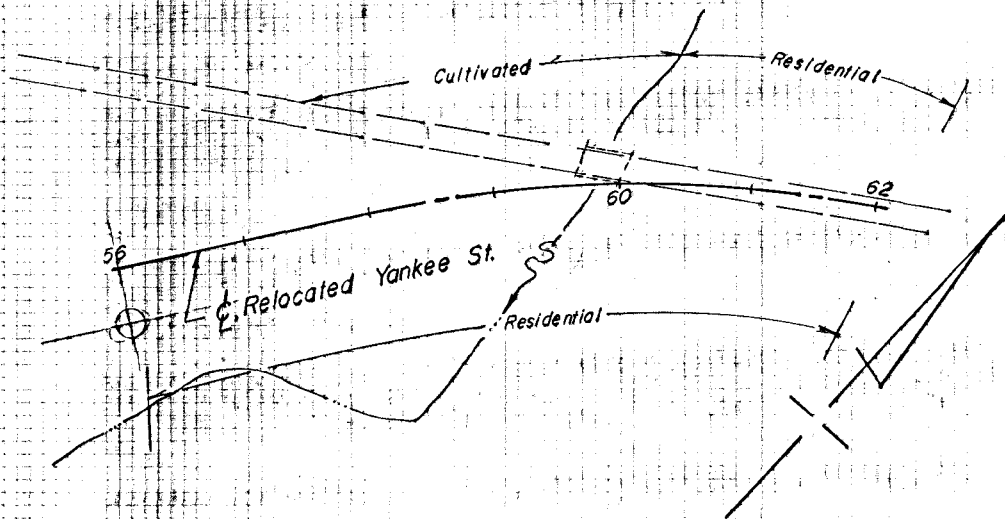 Cultivated
Residential
62
60
56
℄ Relocated Yankee St.
Residential